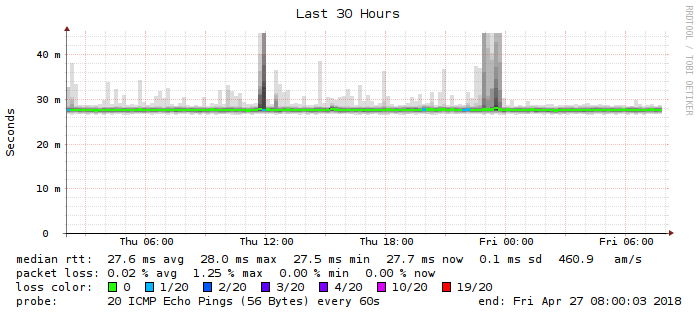 Last 30 Hours
RRDTOOL / TOBI OETIKER
Seconds
40 m
30 m
20 m
10 m
0
Thu 06:00 Thu 12:00 Thu 18:00 Fri 00:00 Fri 06:00
median rtt: 27.6 ms avg 28.0 ms max 27.5 ms min 27.7 ms now 0.1 ms sd 460.9 am/s
packet loss: 0.02 % avg 1.25 % max 0.00 % min 0.00 % now
loss color: 0 1/20 2/20 3/20 4/20 10/20 19/20
probe: 20 ICMP Echo Pings (56 Bytes) every 60s end: Fri Apr 27 08:00:03 2018